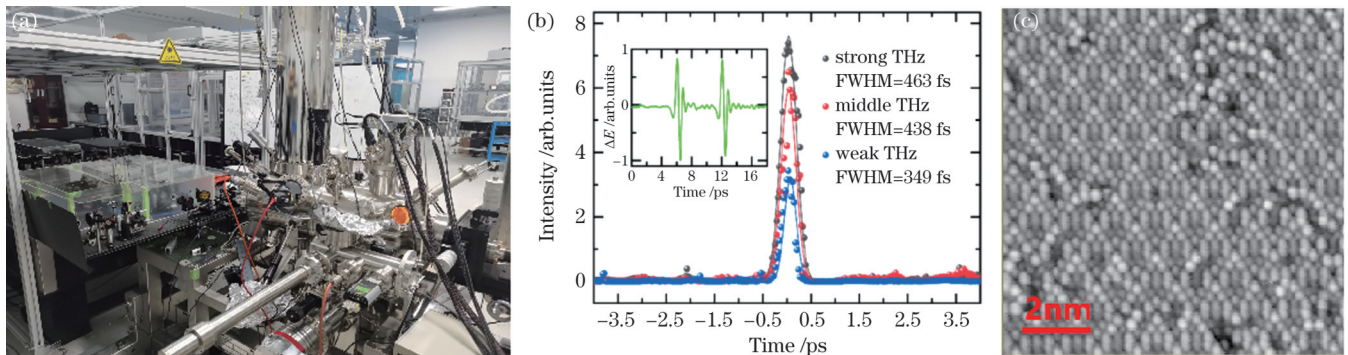 (a)
(b)
8
6
4
2
0
Intensity /arb.units
−3.5 −2.5 −1.5 −0.5 0.5 1.5 2.5 3.5
Time /ps
1
0
−1
ΔE /arb.units
0 4 8 12 16
Time /ps
strong THz
FWHM=463 fs
middle THz
FWHM=438 fs
weak THz
FWHM=349 fs
(c)
2nm